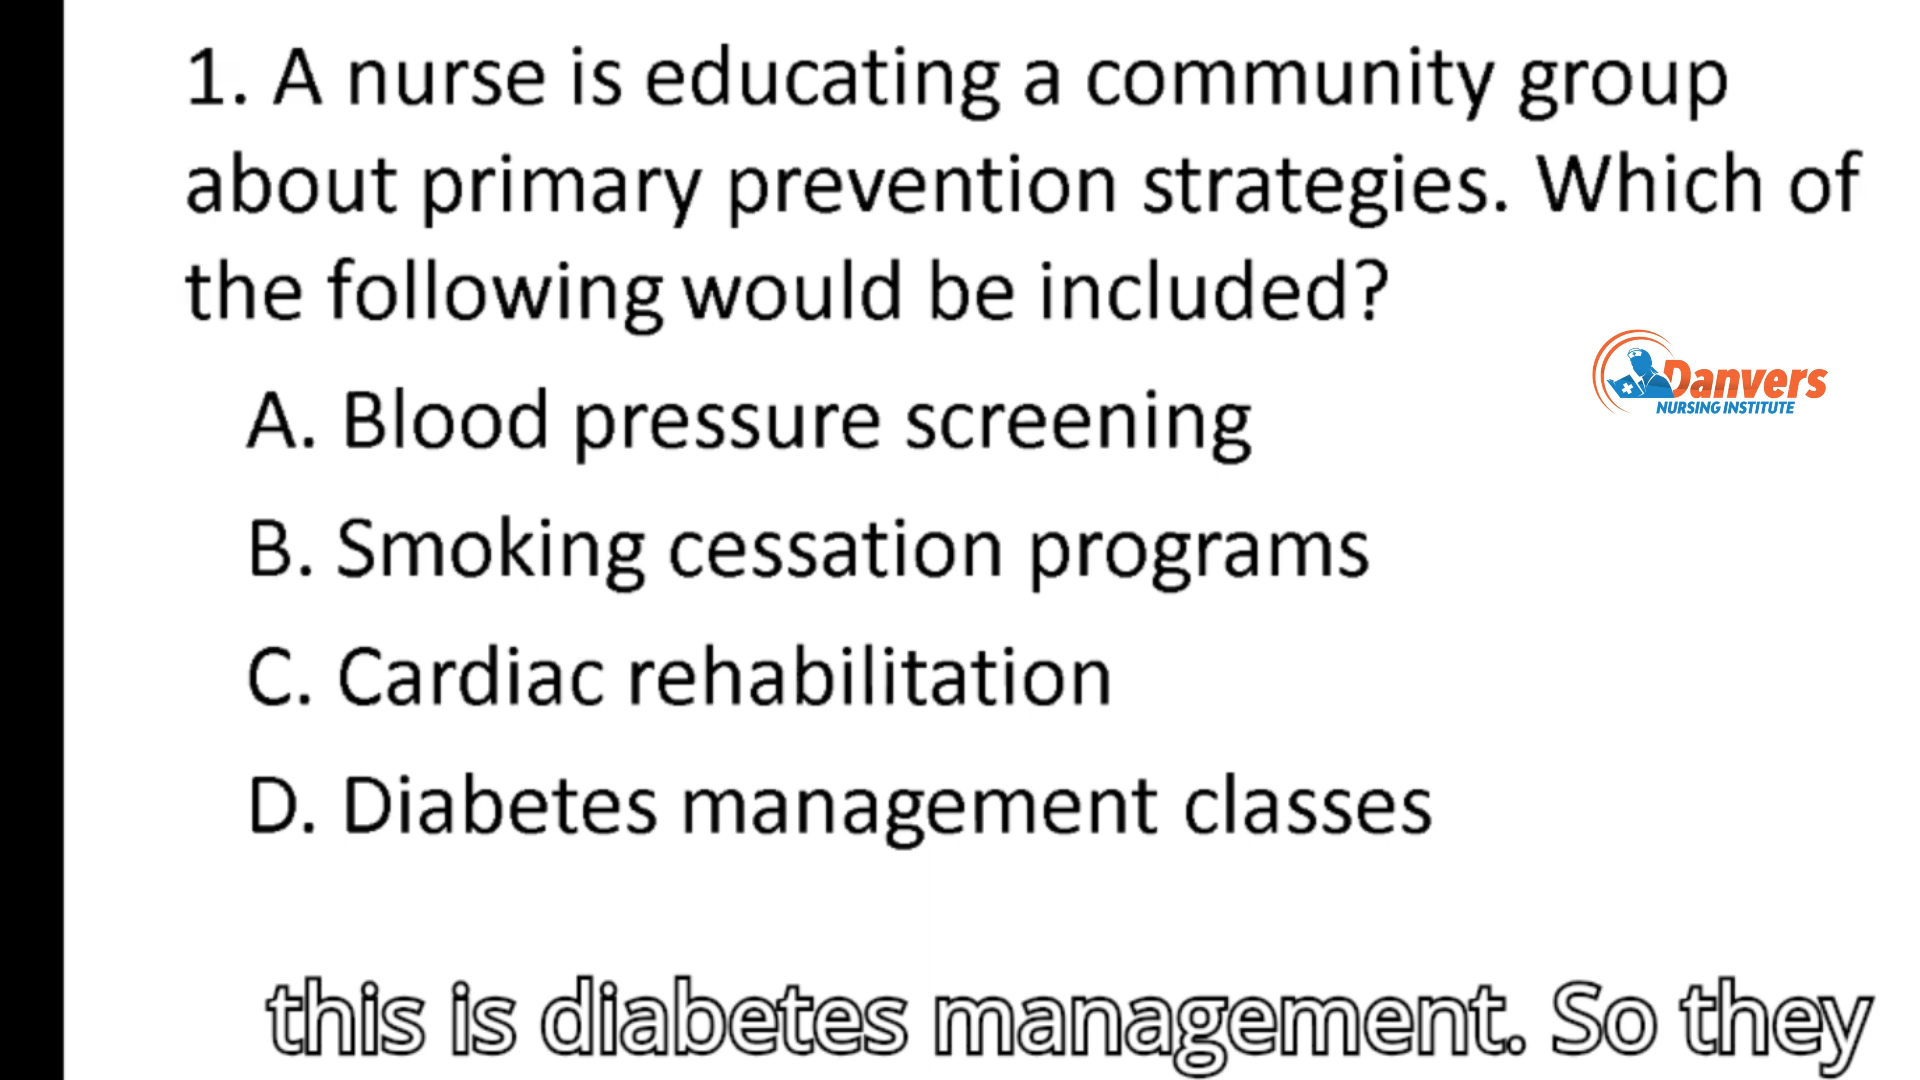 1. A nurse is educating a community group
about primary prevention strategies. Which of
the following would be included?
Danvers
NURSING INSTITUTE
A. Blood pressure screening
B. Smoking cessation programs
C. Cardiac rehabilitation
D. Diabetes management classes
this is diabetes management. So they